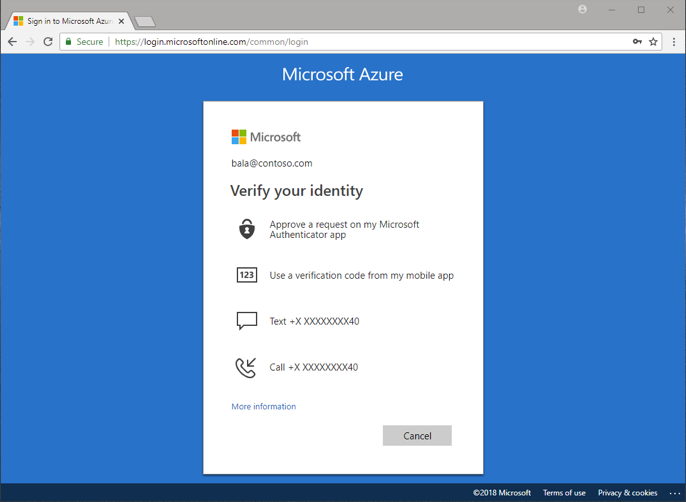 Sign in to Microsoft Azur
Secure
https://login.microsoftonline.com/common/login
Microsoft Azure
Microsoft
bala@contoso.com
Verify your identity
Approve a request on my Microsoft
Authenticator app
123
Use a verification code from my mobile app
Text +X XXXXXXXX40
Call +X XXXXXXXX40
More information
Cancel
©2018 Microsoft
Terms of use
Privacy & cookies